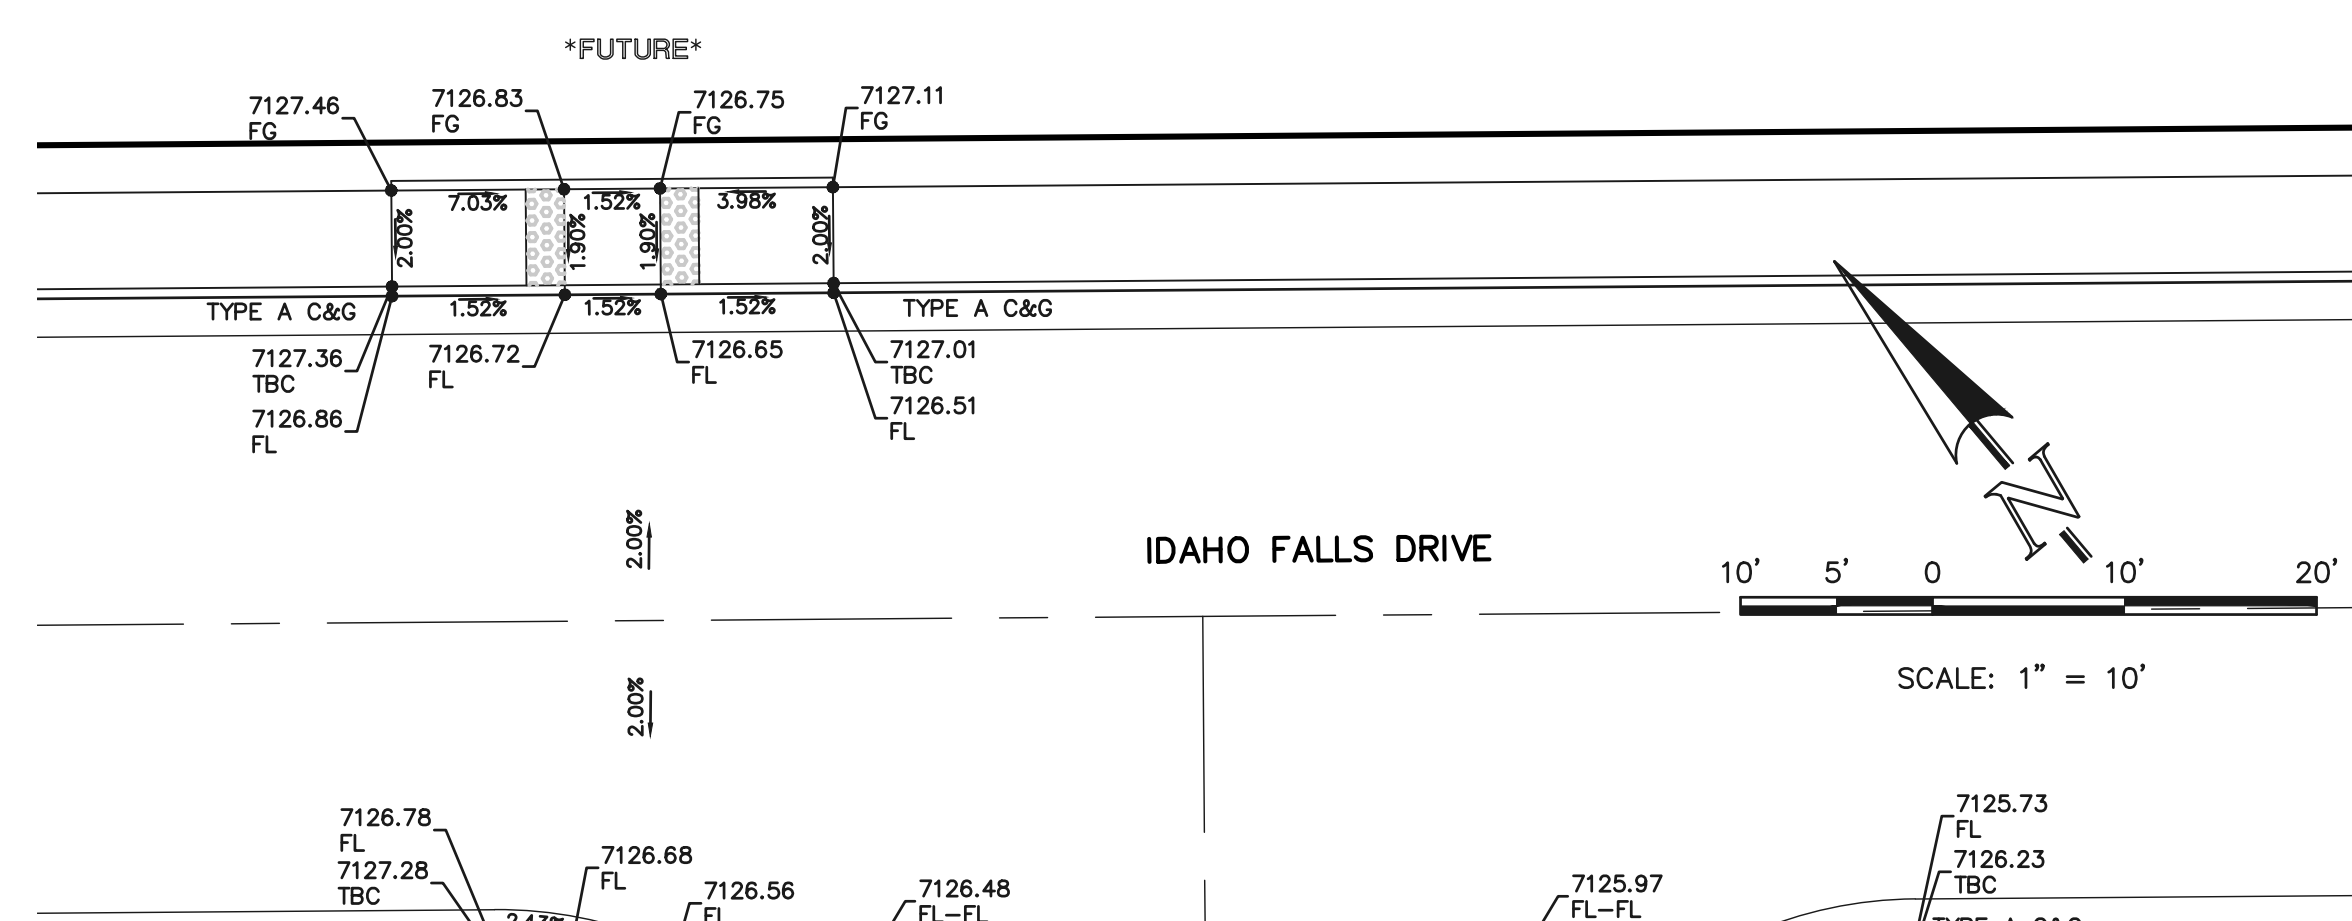 *FUTURE*
7127.46
FG
7126.83
FG
7126.75
FG
7127.11
FG
7.03%
1.52%
3.98%
2.00%
1.90%
1.90%
2.00%
TYPE A C&G
1.52%
1.52%
1.52%
TYPE A C&G
7127.36
TBC
7126.86
FL
7126.72
FL
7126.65
FL
7127.01
TBC
7126.51
FL
2.00%
IDAHO FALLS DRIVE
N
10' 5' 0 10' 20'
SCALE: 1" = 10'
2.00%
7126.78
FL
7127.28
TBC
7126.68
FL
7126.56
FL
7126.48
FL-FL
7125.97
FL-FL
7125.73
FL
7126.23
TBC
TYPE A C&G